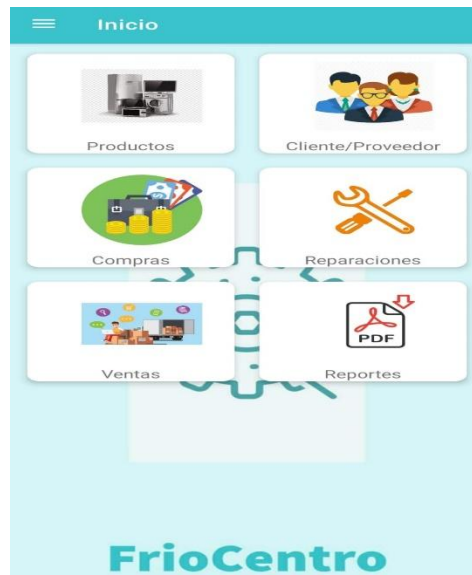 Inicio
Productos
Cliente/Proveedor
Compras
Reparaciones
Ventas
PDF
Reportes
FrioCentro